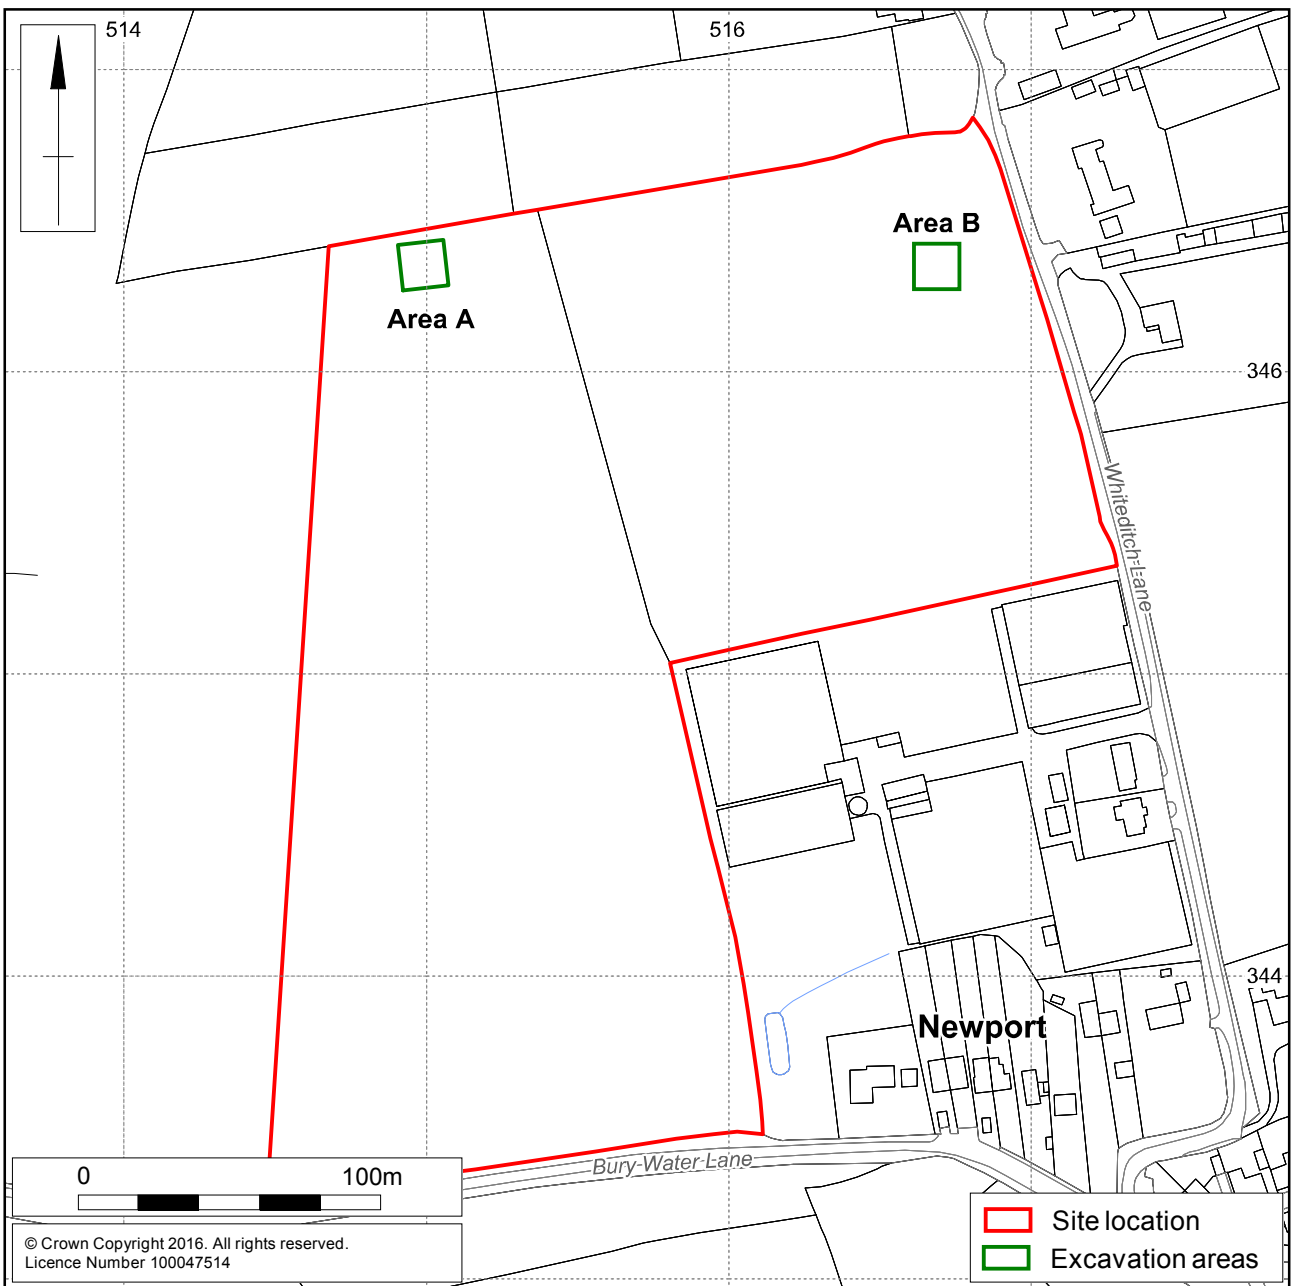 514
516
Area B
Area A
346
Whiteditch Lane
344
Newport
Bury Water Lane
0 100m
© Crown Copyright 2016. All rights reserved.
Licence Number 100047514
Site location
Excavation areas